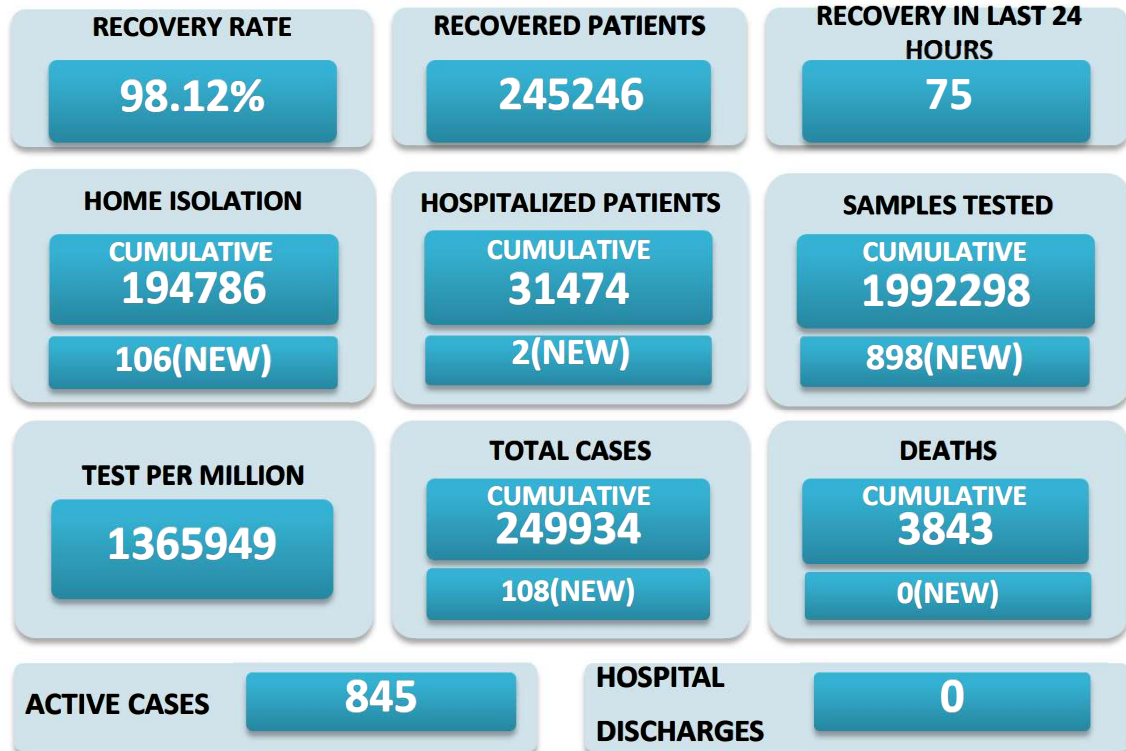 RECOVERY RATE
98.12%
RECOVERED PATIENTS
245246
RECOVERY IN LAST 24
HOURS
75
HOME ISOLATION
CUMULATIVE
194786
106(NEW)
HOSPITALIZED PATIENTS
CUMULATIVE
31474
2(NEW)
SAMPLES TESTED
CUMULATIVE
1992298
898(NEW)
TEST PER MILLION
1365949
TOTAL CASES
CUMULATIVE
249934
108(NEW)
DEATHS
CUMULATIVE
3843
0(NEW)
ACTIVE CASES
845
HOSPITAL
DISCHARGES
0